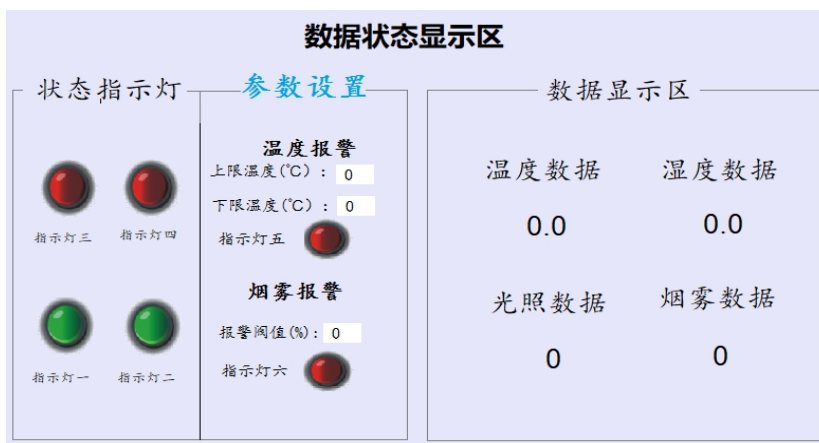 数据状态显示区
状态指示灯
参数设置
数据显示区
指示灯三
指示灯四
指示灯一
指示灯二
温度报警
上限温度(℃)： 0
下限温度(℃)： 0
指示灯五
烟雾报警
报警阀值(%)： 0
指示灯六
温度数据
湿度数据
0.0
0.0
光照数据
烟雾数据
0
0